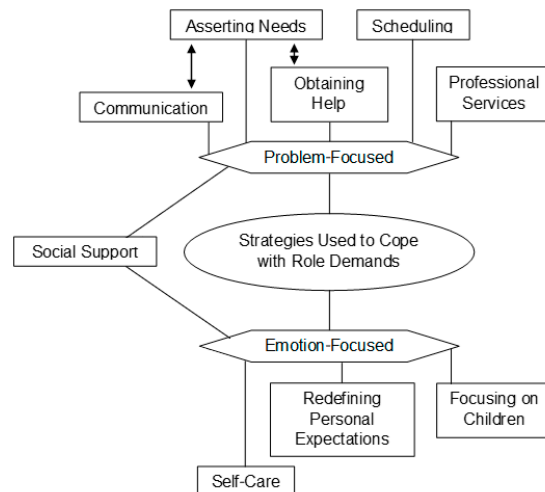 Asserting Needs
Scheduling
Communication
Obtaining
Help
Professional
Services
Problem-Focused
Social Support
Strategies Used to Cope
with Role Demands
Emotion-Focused
Redefining
Personal
Expectations
Focusing on
Children
Self-Care